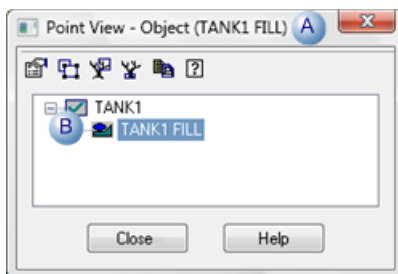 Point View - Object (TANK1 FILL) A
TANK1
B TANK1 FILL
Close Help